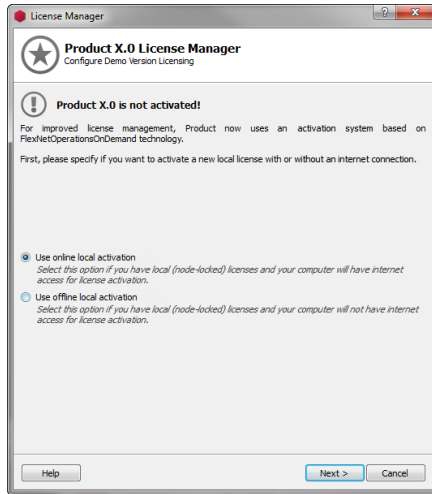 License Manager
Product X.0 License Manager
Configure Demo Version Licensing
Product X.0 is not activated!
For improved license management, Product now uses an activation system based on
FlexNetOperationsOnDemand technology.
First, please specify if you want to activate a new local license with or without an internet connection.
Use online local activation
Select this option if you have local (node-locked) licenses and your computer will have internet
access for license activation.
Use offline local activation
Select this option if you have local (node-locked) licenses and your computer will not have internet
access for license activation.
Help
Next >
Cancel